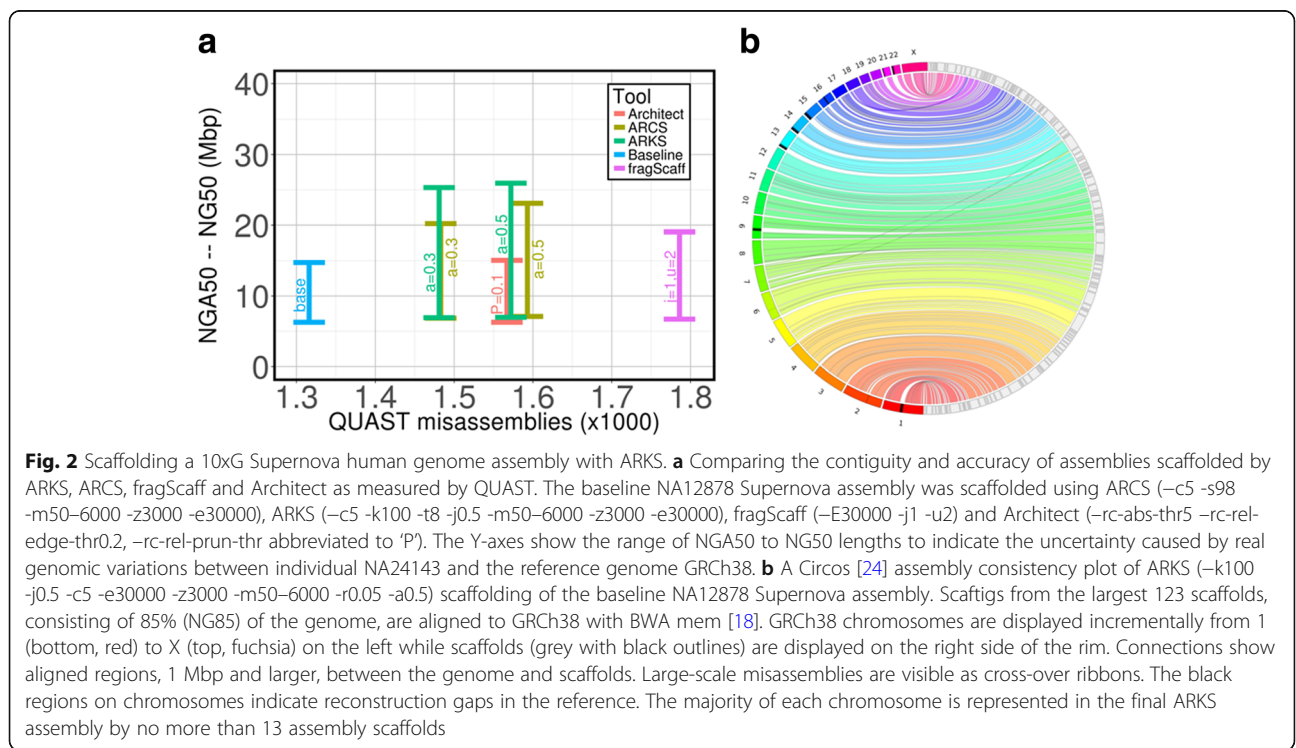 a
b
NGA50 -- NG50 (Mbp)
40
30
20
10
0
Tool
Architect
ARCS
ARKS
Baseline
fragScaff
base
a=0.3
a=0.3
P=0.1
a=0.5
a=0.5
j=1,u=2
1.3
1.4
1.5
1.6
1.7
1.8
QUAST misassemblies (x1000)
X
22
21
20
19
18
17
16
15
14
13
12
11
10
9
8
7
6
5
4
3
2
1
Fig. 2 Scaffolding a 10xG Supernova human genome assembly with ARKS. a Comparing the contiguity and accuracy of assemblies scaffolded by
ARKS, ARCS, fragScaff and Architect as measured by QUAST. The baseline NA12878 Supernova assembly was scaffolded using ARCS (−c5 -s98
-m50–6000 -z3000 -e30000), ARKS (−c5 -k100 -t8 -j0.5 -m50–6000 -z3000 -e30000), fragScaff (−E30000 -j1 -u2) and Architect (–rc-abs-thr5 –rc-rel-
edge-thr0.2, –rc-rel-prun-thr abbreviated to ‘P’). The Y-axes show the range of NGA50 to NG50 lengths to indicate the uncertainty caused by real
genomic variations between individual NA24143 and the reference genome GRCh38. b A Circos [24] assembly consistency plot of ARKS (−k100
-j0.5 -c5 -e30000 -z3000 -m50–6000 -r0.05 -a0.5) scaffolding of the baseline NA12878 Supernova assembly. Scaftigs from the largest 123 scaffolds,
consisting of 85% (NG85) of the genome, are aligned to GRCh38 with BWA mem [18]. GRCh38 chromosomes are displayed incrementally from 1
(bottom, red) to X (top, fuchsia) on the left while scaffolds (grey with black outlines) are displayed on the right side of the rim. Connections show
aligned regions, 1 Mbp and larger, between the genome and scaffolds. Large-scale misassemblies are visible as cross-over ribbons. The black
regions on chromosomes indicate reconstruction gaps in the reference. The majority of each chromosome is represented in the final ARKS
assembly by no more than 13 assembly scaffolds